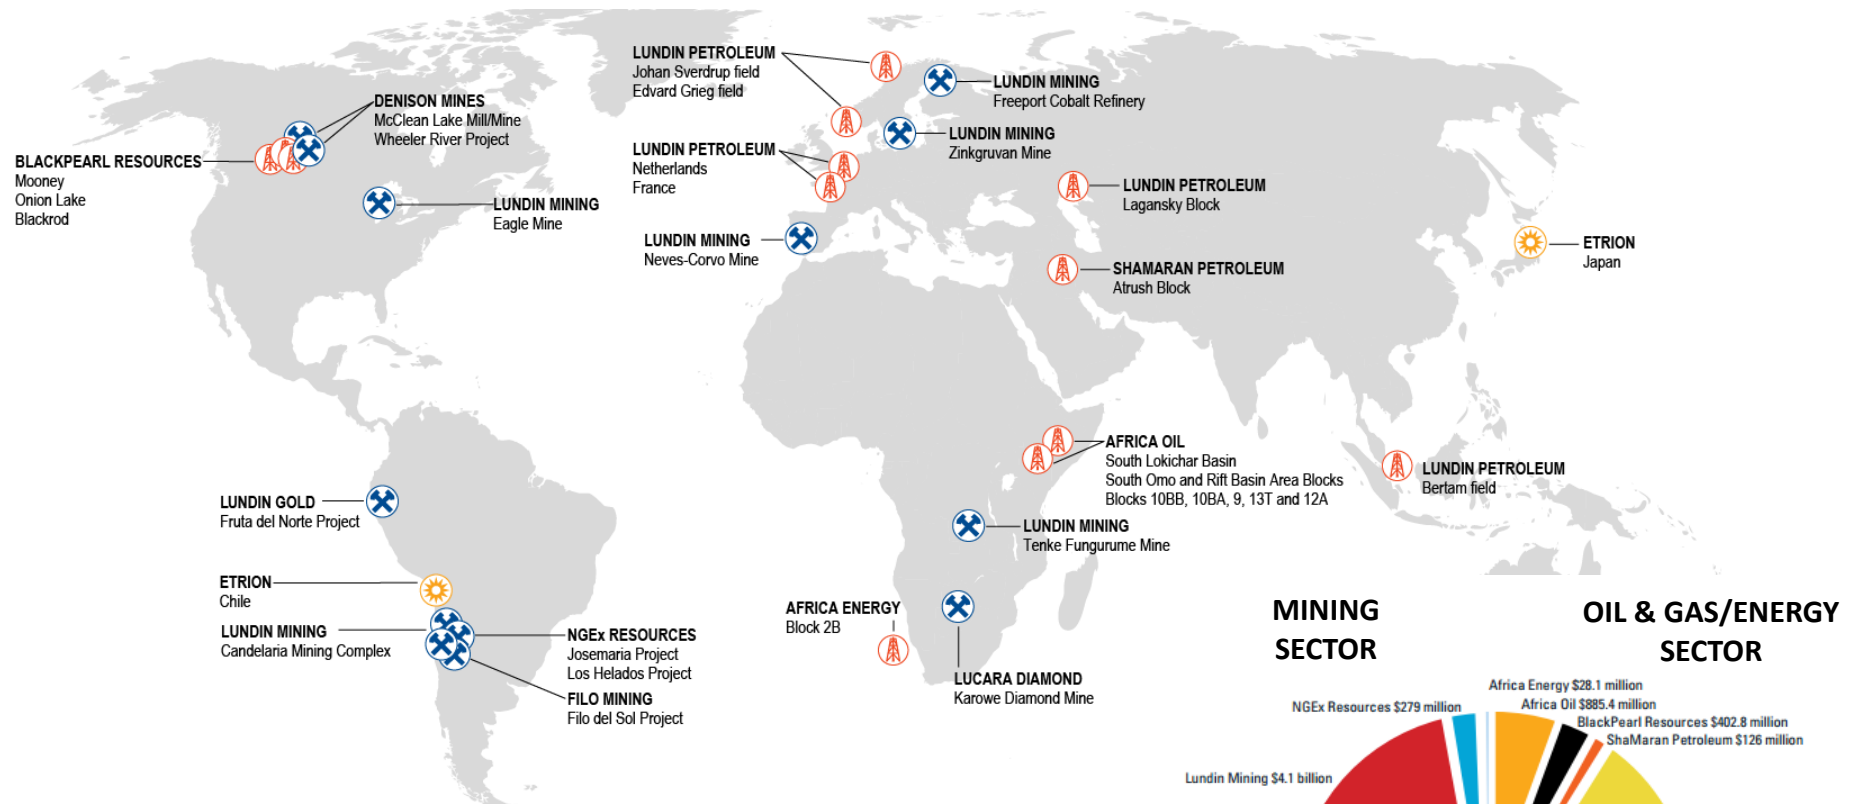 LUNDIN PETROLEUM
Johan Sverdrup field
Edvard Grieg field
LUNDIN MINING
Freeport Cobalt Refinery
DENISON MINES
McClean Lake Mill/Mine
Wheeler River Project
LUNDIN MINING
Zinkgruvan Mine
BLACKPEARL RESOURCES
Mooney
Onion Lake
Blackrod
LUNDIN PETROLEUM
Netherlands
France
LUNDIN PETROLEUM
Lagansky Block
LUNDIN MINING
Eagle Mine
LUNDIN MINING
Neves-Corvo Mine
ETRION
Japan
SHAMARAN PETROLEUM
Atrush Block
AFRICA OIL
South Lokichar Basin
South Omo and Rift Basin Area Blocks
Blocks 10BB, 10BA, 9, 13T and 12A
LUNDIN PETROLEUM
Bertam field
LUNDIN GOLD
Fruta del Norte Project
LUNDIN MINING
Tenke Fungurume Mine
ETRION
Chile
AFRICA ENERGY
Block 2B
LUNDIN MINING
Candelaria Mining Complex
NGEx RESOURCES
Josemaria Project
Los Helados Project
LUCARA DIAMOND
Karowe Diamond Mine
FILO MINING
Filo del Sol Project
MINING
SECTOR
OIL & GAS/ENERGY
SECTOR
Africa Energy $28.1 million
NGEx Resources $279 million
Africa Oil $885.4 million
BlackPearl Resources $402.8 million
ShaMaran Petroleum $126 million
Lundin Mining $4.1 billion